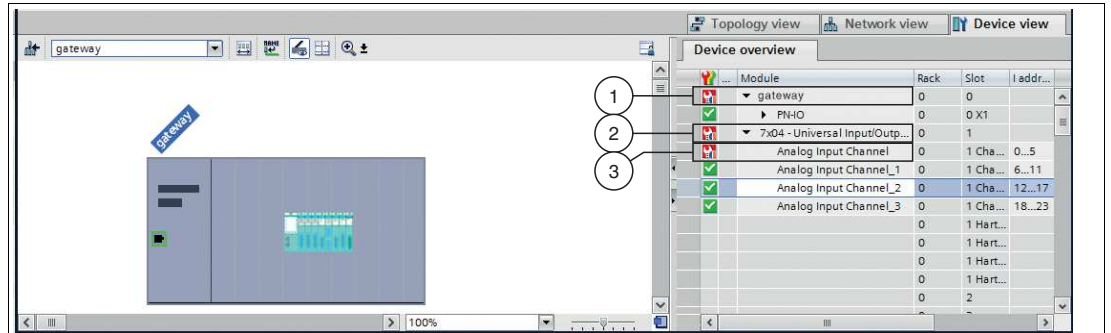 Topology view Network view Device view
gateway
NAME
Device overview
... Module Rack Slot I addr...
1 gateway 0 0
PN-IO 0 0 X1
2 7x04 - Universal Input/Outp... 0 1
Analog Input Channel 0 1 Cha... 0...5
3 Analog Input Channel_1 0 1 Cha... 6...11
Analog Input Channel_2 0 1 Cha... 12...17
Analog Input Channel_3 0 1 Cha... 18...23
0 1 Hart...
0 1 Hart...
0 1 Hart...
0 1 Hart...
0 2
gateway
100%